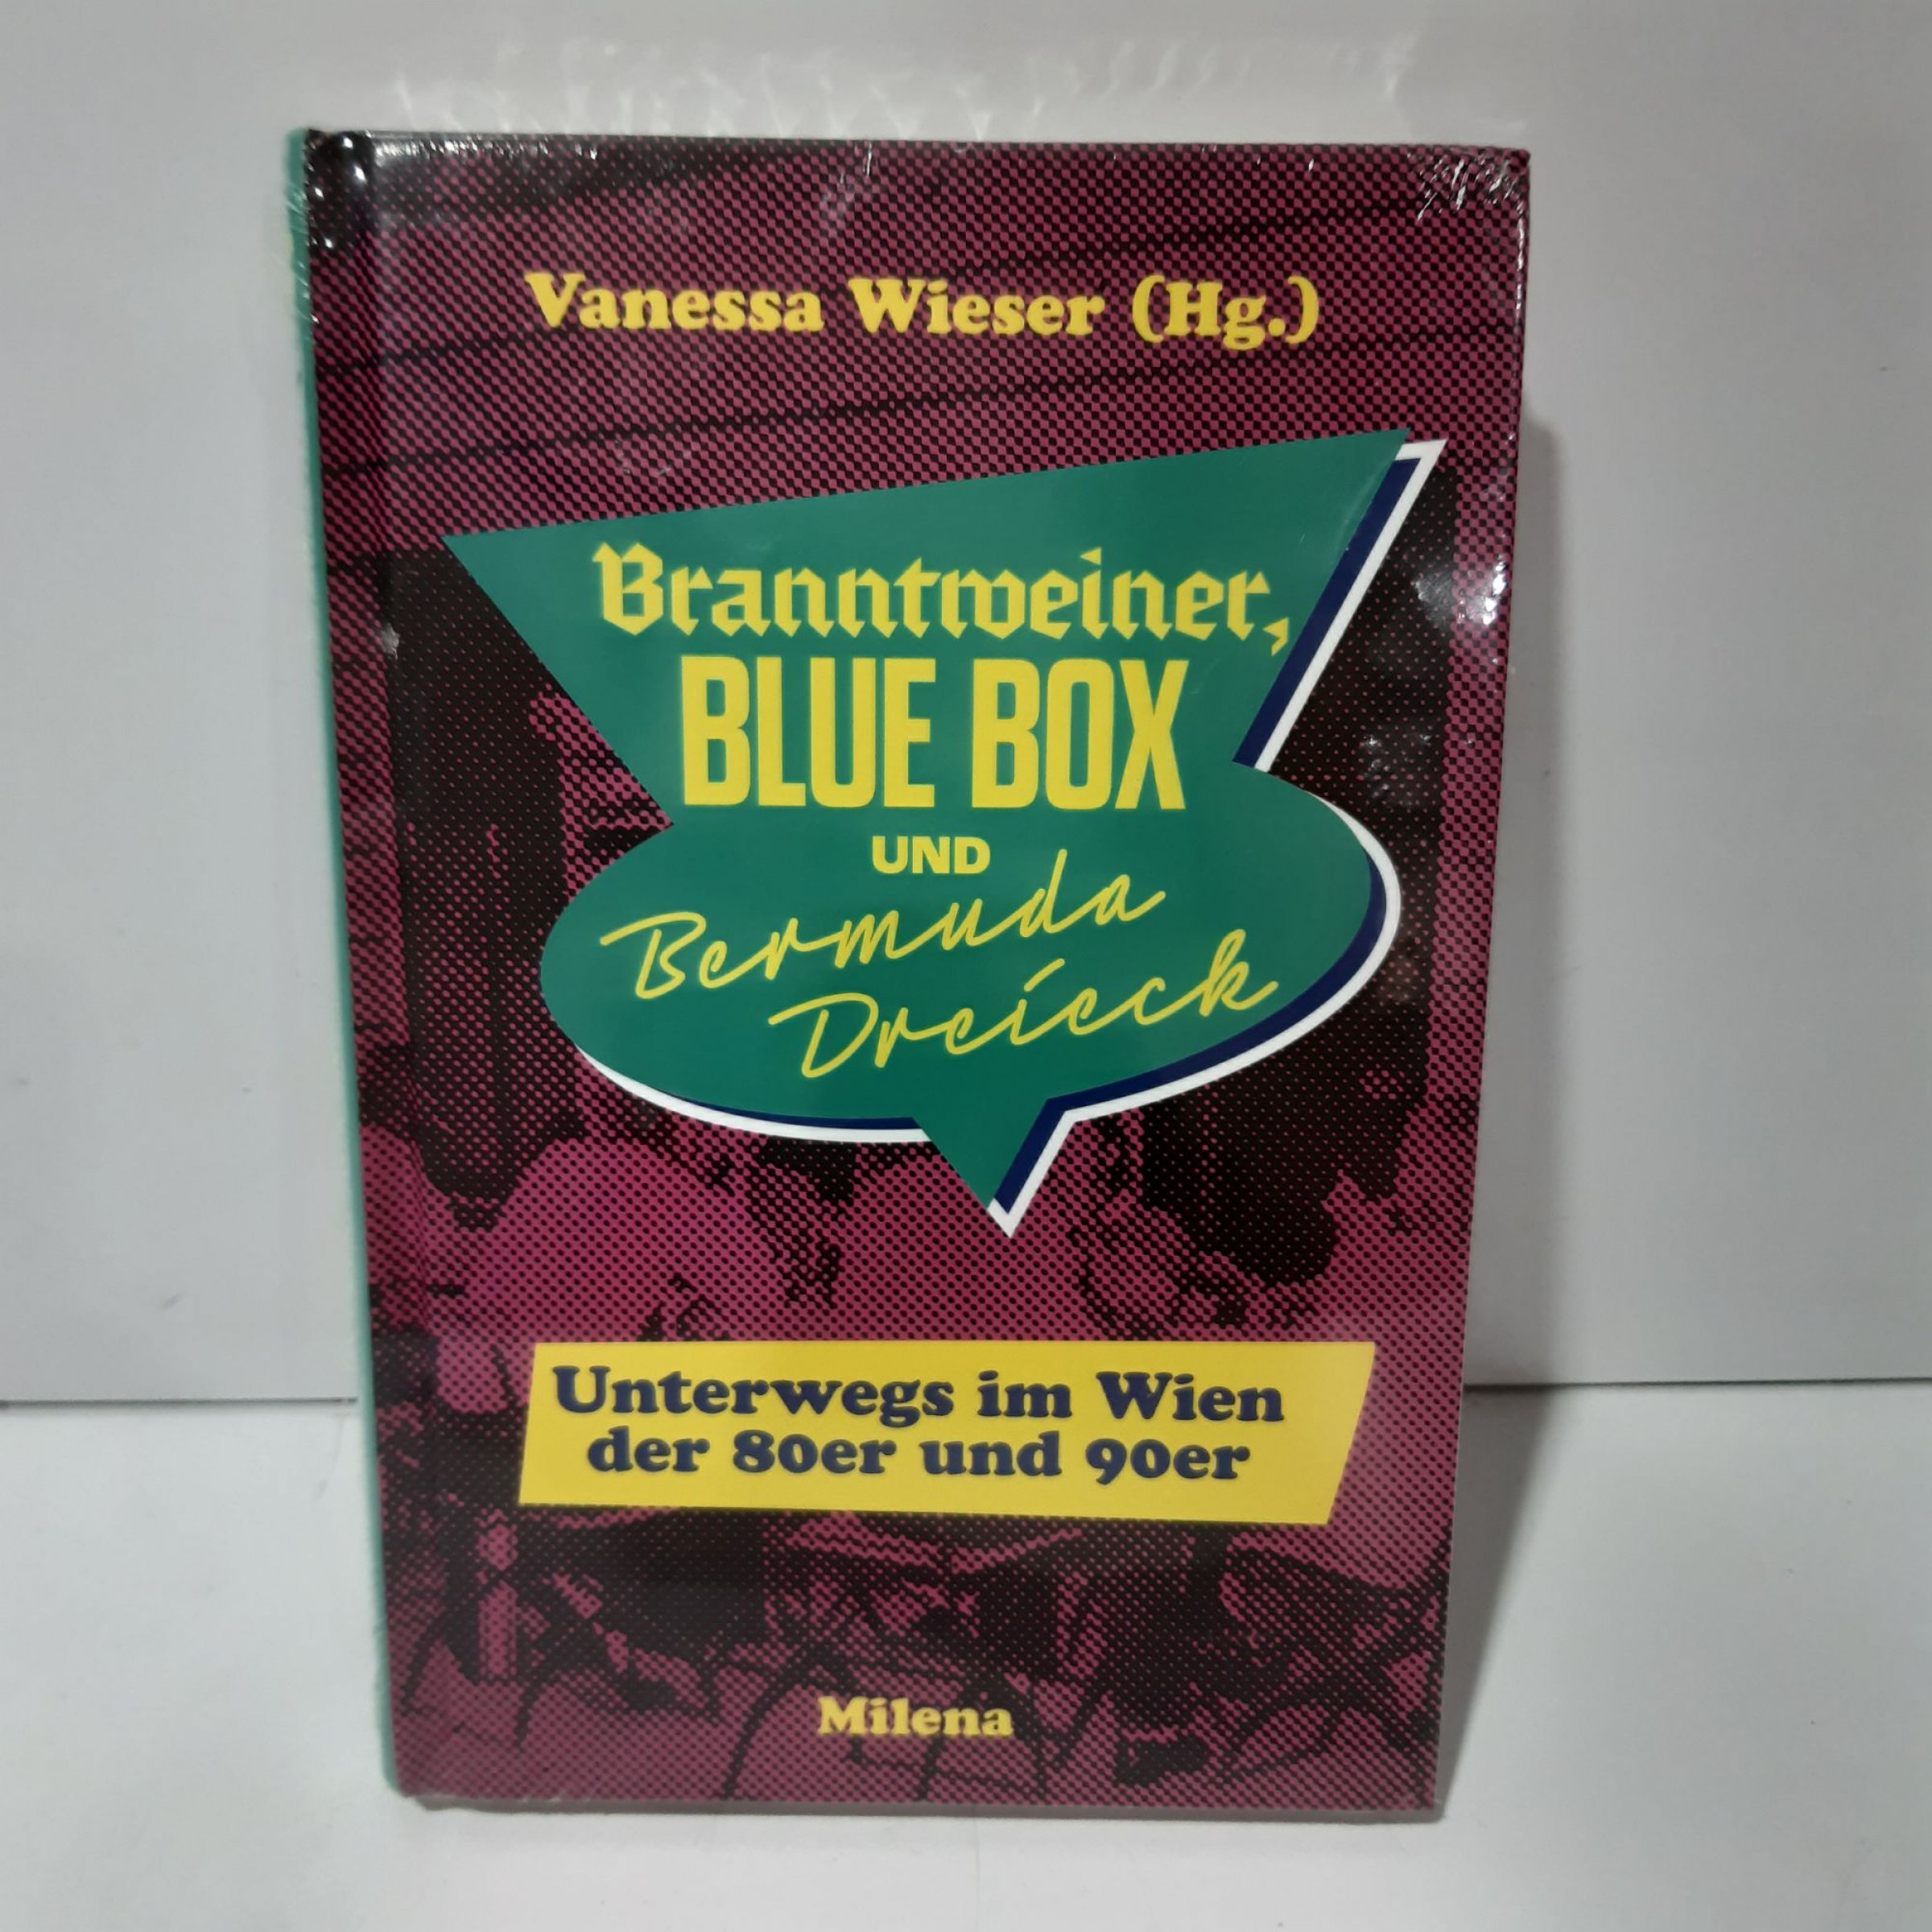 Vanessa Wieser (Hg.)
Branntweiner,
BLUE BOX
UND
Bermuda
Dreieck
Unterwegs im Wien
der 80er und 90er
Milena